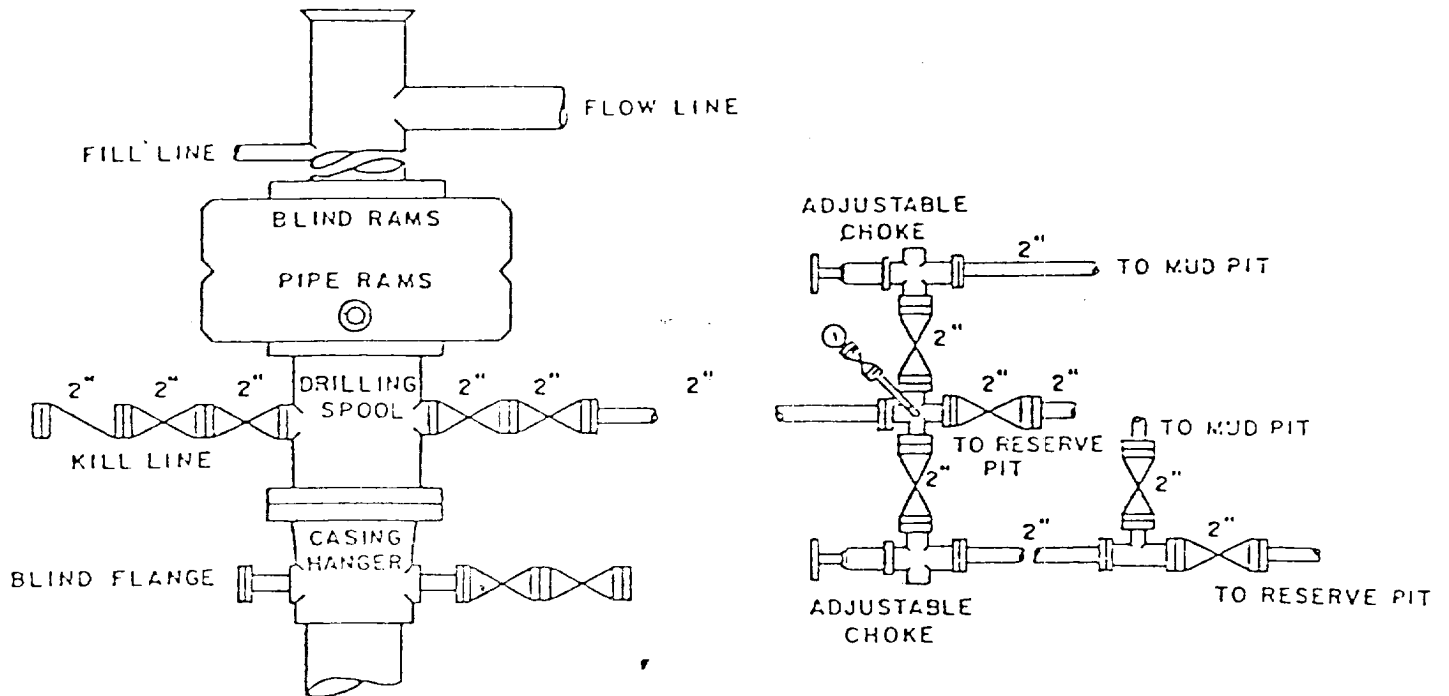 FLOW LINE
FILL LINE
BLIND RAMS
PIPE RAMS
2" 2" 2"
DRILLING
SPOOL
2" 2" 2"
KILL LINE
CASING
HANGER
BLIND FLANGE
ADJUSTABLE
CHOKE
2"
TO MUD PIT
2"
2" 2"
TO RESERVE
PIT
TO MUD PIT
2"
2"
2"
2"
TO RESERVE PIT
ADJUSTABLE
CHOKE